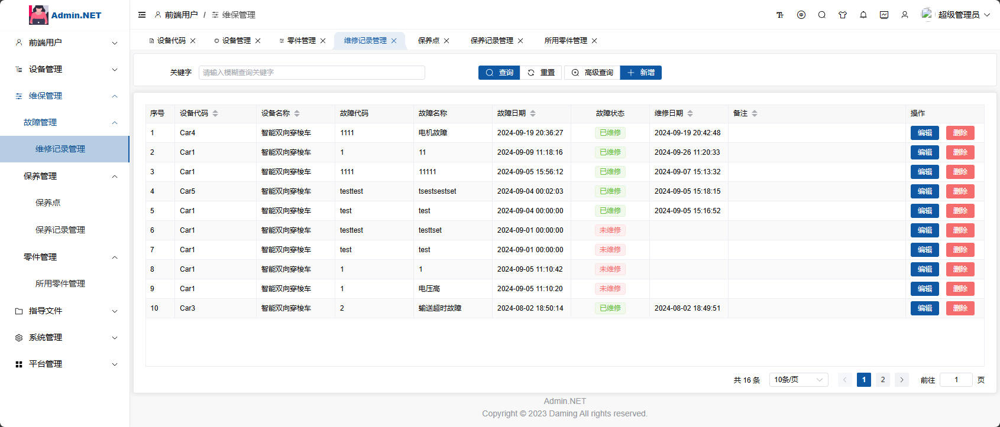 Admin.NET
前端用户 / 维保管理
超级管理员
前端用户
设备管理
维保管理
故障管理
维修记录管理
保养管理
保养点
保养记录管理
零件管理
所用零件管理
指导文件
系统管理
平台管理
设备代码 设备管理 零件管理 维修记录管理 保养点 保养记录管理 所用零件管理
关键字 请输入模糊查询关键字 查询 重置 高级查询 新增
序号 设备代码 设备名称 故障代码 故障名称 故障日期 故障状态 维修日期 备注 操作
1 Car4 智能双向穿梭车 1111 电机故障 2024-09-19 20:36:27 已维修 2024-09-19 20:42:48 编辑 删除
2 Car1 智能双向穿梭车 1 11 2024-09-09 11:18:16 已维修 2024-09-26 11:20:33 编辑 删除
3 Car1 智能双向穿梭车 1111 11111 2024-09-05 15:56:12 已维修 2024-09-07 15:13:32 编辑 删除
4 Car5 智能双向穿梭车 testtest tsestsestset 2024-09-04 00:02:03 已维修 2024-09-05 15:18:15 编辑 删除
5 Car1 智能双向穿梭车 test test 2024-09-04 00:00:00 已维修 2024-09-05 15:16:52 编辑 删除
6 Car1 智能双向穿梭车 testtest testtset 2024-09-01 00:00:00 未维修 编辑 删除
7 Car1 智能双向穿梭车 test test 2024-09-01 00:00:00 未维修 编辑 删除
8 Car1 智能双向穿梭车 1 1 2024-09-05 11:10:42 未维修 编辑 删除
9 Car1 智能双向穿梭车 1 电压高 2024-09-05 11:10:20 未维修 编辑 删除
10 Car3 智能双向穿梭车 2 输送超时故障 2024-08-02 18:50:14 已维修 2024-08-02 18:49:51 编辑 删除
共 16 条 10条/页 1 2 前往 1 页
Admin.NET
Copyright © 2023 Daming All rights reserved.